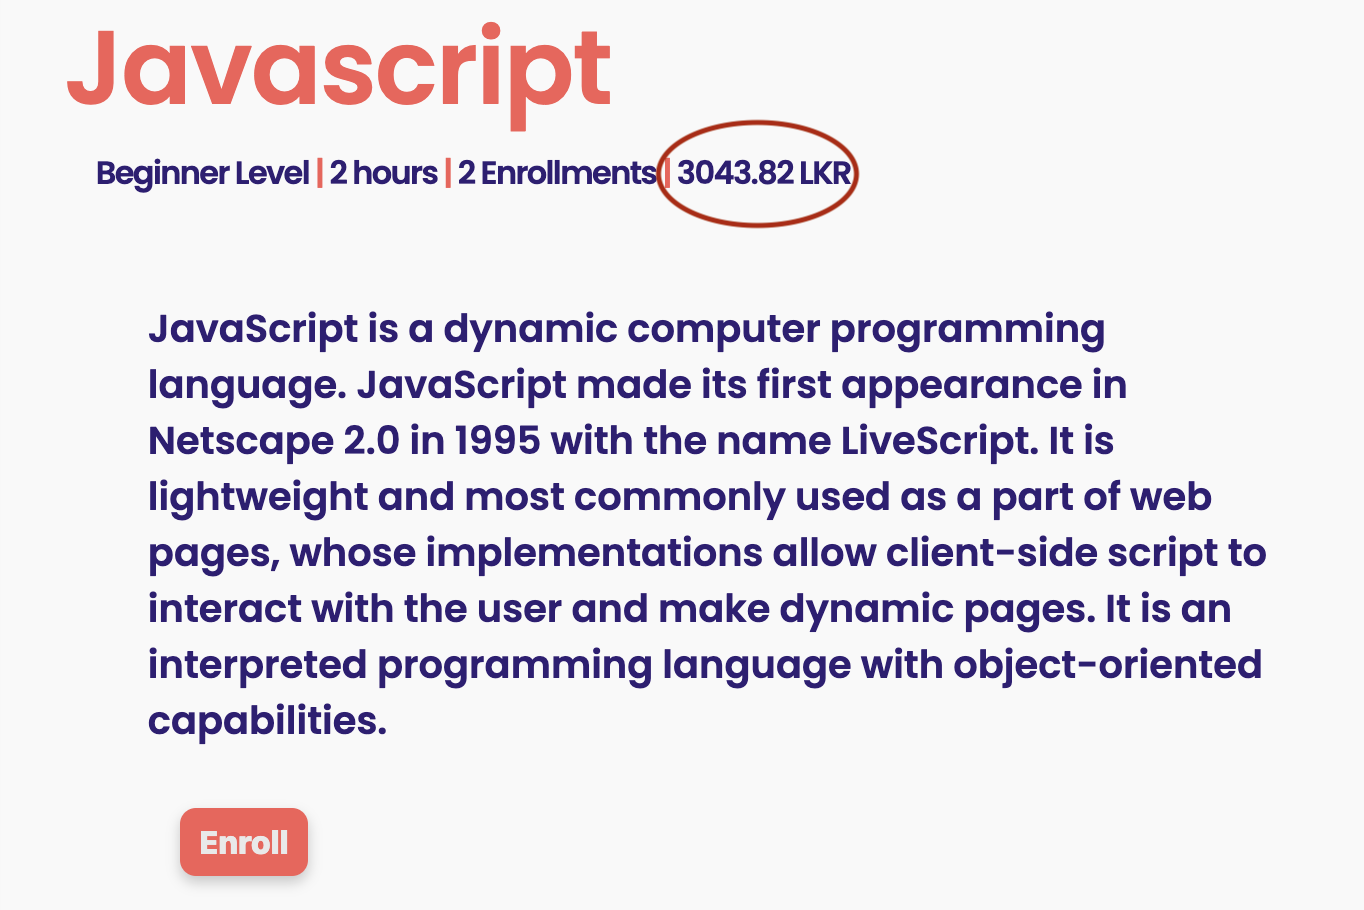 Javascript
Beginner Level | 2 hours | 2 Enrollments | 3043.82 LKR
JavaScript is a dynamic computer programming
language. JavaScript made its first appearance in
Netscape 2.0 in 1995 with the name LiveScript. It is
lightweight and most commonly used as a part of web
pages, whose implementations allow client-side script to
interact with the user and make dynamic pages. It is an
interpreted programming language with object-oriented
capabilities.
Enroll